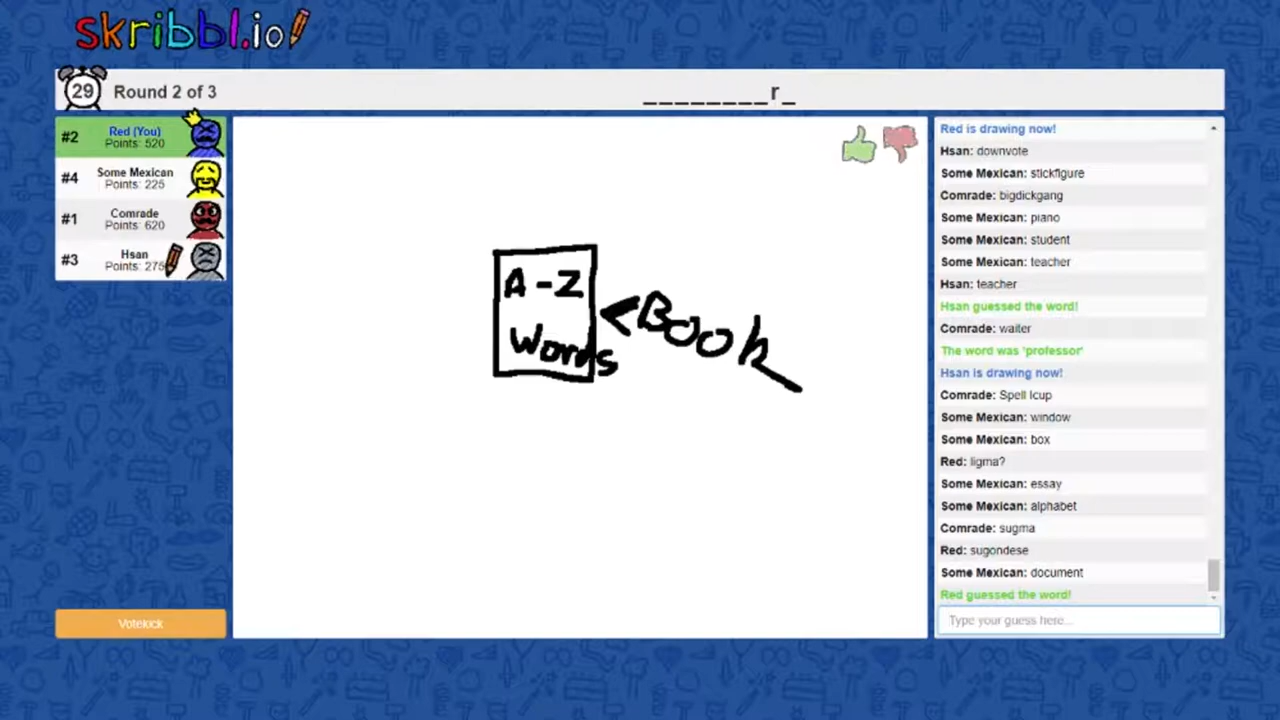 skribbl.io
29
Round 2 of 3
________r_
#2
Red (You)
Points: 520
#4
Some Mexican
Points: 225
#1
Comrade
Points: 620
#3
Hsan
Points: 275
Votekick
A-Z
Words
<Book
Red is drawing now!
Hsan: downvote
Some Mexican: stickfigure
Comrade: bigdickgang
Some Mexican: piano
Some Mexican: student
Some Mexican: teacher
Hsan: teacher
Hsan guessed the word!
Comrade: waiter
The word was 'professor'
Hsan is drawing now!
Comrade: Spell Icup
Some Mexican: window
Some Mexican: box
Red: ligma?
Some Mexican: essay
Some Mexican: alphabet
Comrade: sugma
Red: sugondese
Some Mexican: document
Red guessed the word!
Type your guess here...